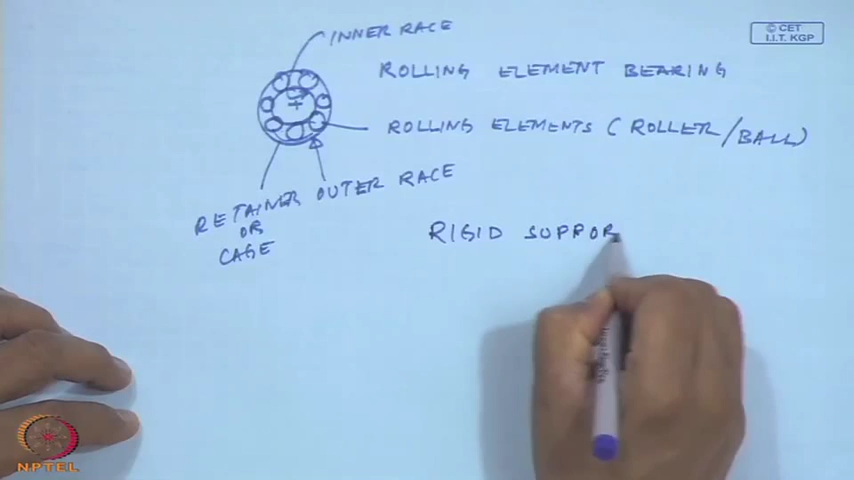 © CET
I.I.T. KGP
INNER RACE
ROLLING ELEMENT BEARING
ROLLING ELEMENTS (ROLLER/BALL)
OUTER RACE
RETAINER
OR
CAGE
RIGID SUPPOR
NPTEL